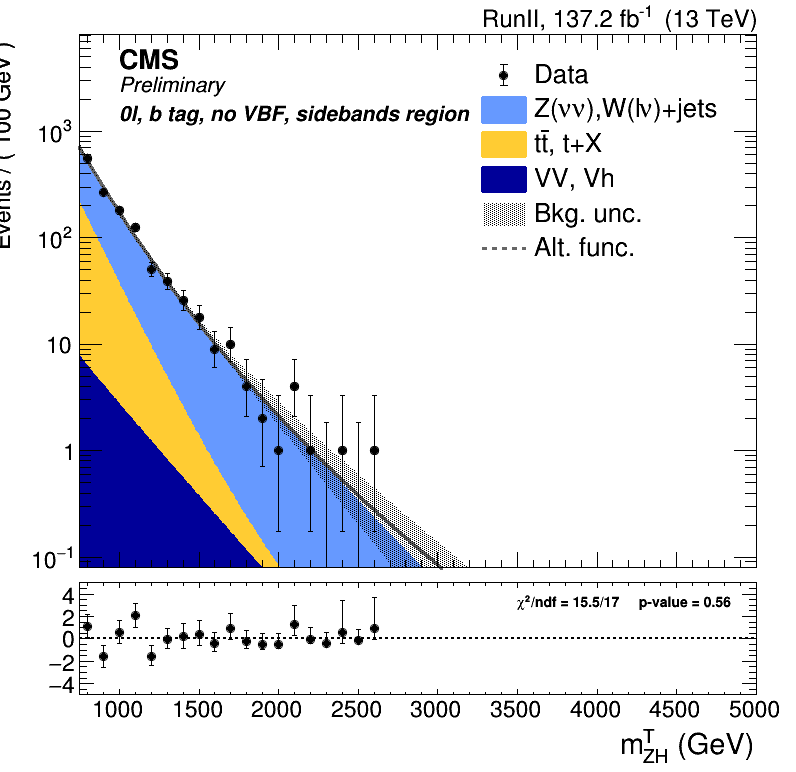 RunII, 137.2 fb⁻¹ (13 TeV)
CMS
Preliminary
0l, b tag, no VBF, sidebands region
Data
Z(νν),W(lν)+jets
tt̄, t+X
VV, Vh
Bkg. unc.
Alt. func.
Events / ( 100 GeV )
10³
10²
10
1
10⁻¹
χ²/ndf = 15.5/17 p-value = 0.56
4
2
0
−2
−4
1000 1500 2000 2500 3000 3500 4000 4500 5000
m^T_ZH (GeV)